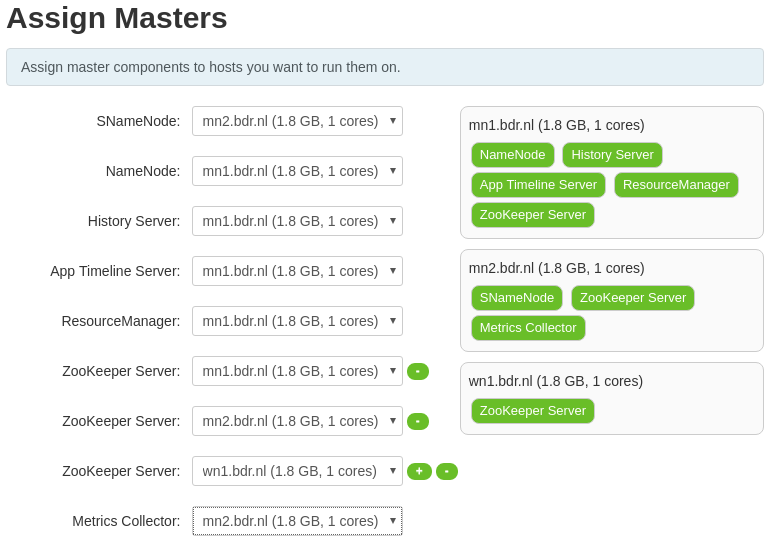 Assign Masters
Assign master components to hosts you want to run them on.
SNameNode: mn2.bdr.nl (1.8 GB, 1 cores)
NameNode: mn1.bdr.nl (1.8 GB, 1 cores)
History Server: mn1.bdr.nl (1.8 GB, 1 cores)
App Timeline Server: mn1.bdr.nl (1.8 GB, 1 cores)
ResourceManager: mn1.bdr.nl (1.8 GB, 1 cores)
ZooKeeper Server: mn1.bdr.nl (1.8 GB, 1 cores) -
ZooKeeper Server: mn2.bdr.nl (1.8 GB, 1 cores) -
ZooKeeper Server: wn1.bdr.nl (1.8 GB, 1 cores) + -
Metrics Collector: mn2.bdr.nl (1.8 GB, 1 cores)
mn1.bdr.nl (1.8 GB, 1 cores)
NameNode History Server
App Timeline Server ResourceManager
ZooKeeper Server
mn2.bdr.nl (1.8 GB, 1 cores)
SNameNode ZooKeeper Server
Metrics Collector
wn1.bdr.nl (1.8 GB, 1 cores)
ZooKeeper Server